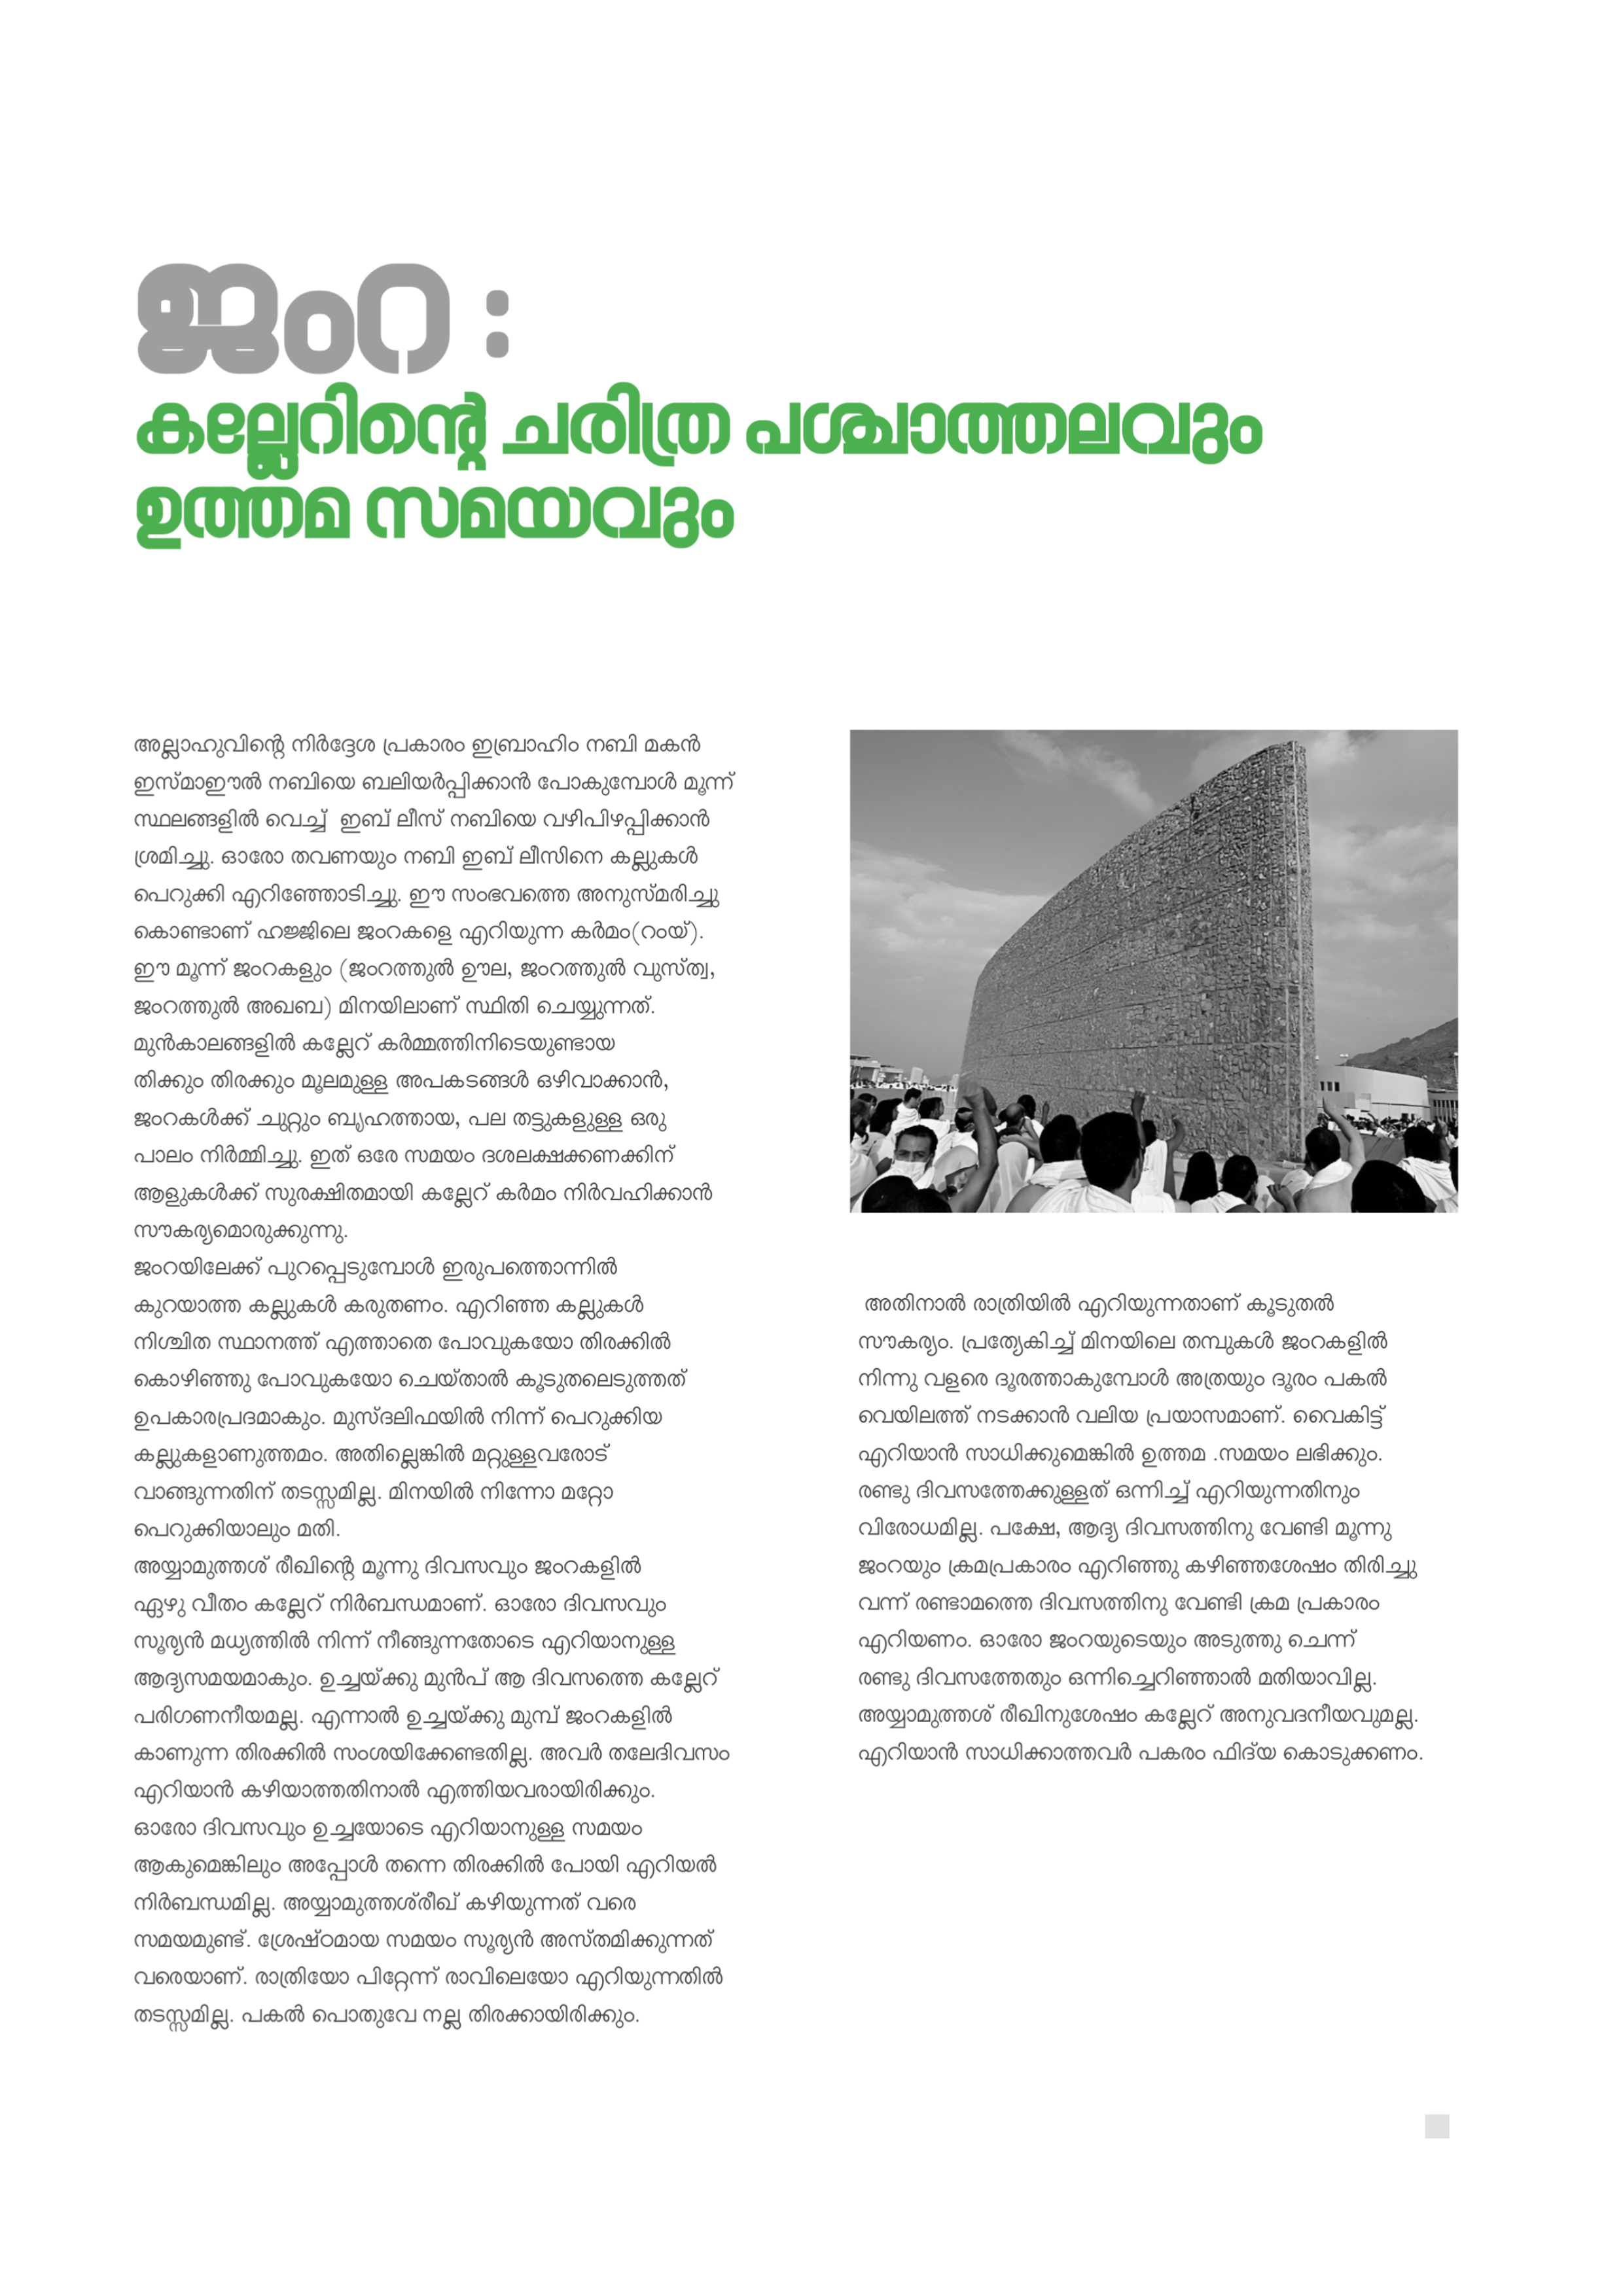 ജംറ :
കല്ലേറിന്റെ ചരിത്ര പശ്ചാത്തലവും
ഉത്തമ സമയവും
അല്ലാഹുവിന്റെ നിർദ്ദേശ പ്രകാരം ഇബ്രാഹിം നബി മകൻ
ഇസ്മാഈൽ നബിയെ ബലിയർപ്പിക്കാൻ പോകുമ്പോൾ മൂന്ന്
സ്ഥലങ്ങളിൽ വെച്ച് ഇബ് ലീസ് നബിയെ വഴിപിഴപ്പിക്കാൻ
ശ്രമിച്ചു. ഓരോ തവണയും നബി ഇബ് ലീസിനെ കല്ലുകൾ
പെറുക്കി എറിഞ്ഞോടിച്ചു. ഈ സംഭവത്തെ അനുസ്മരിച്ചു
കൊണ്ടാണ് ഹജ്ജിലെ ജംറകളെ എറിയുന്ന കർമം(റംയ്).
ഈ മൂന്ന് ജംറകളും (ജംറത്തുൽ ഊല, ജംറത്തുൽ വുസ്ത്വ,
ജംറത്തുൽ അഖബ) മിനയിലാണ് സ്ഥിതി ചെയ്യുന്നത്.
മുൻകാലങ്ങളിൽ കല്ലേറ് കർമ്മത്തിനിടെയുണ്ടായ
തിക്കും തിരക്കും മൂലമുള്ള അപകടങ്ങൾ ഒഴിവാക്കാൻ,
ജംറകൾക്ക് ചുറ്റും ബൃഹത്തായ, പല തട്ടുകളുള്ള ഒരു
പാലം നിർമ്മിച്ചു. ഇത് ഒരേ സമയം ദശലക്ഷക്കണക്കിന്
ആളുകൾക്ക് സുരക്ഷിതമായി കല്ലേറ് കർമം നിർവഹിക്കാൻ
സൗകര്യമൊരുക്കുന്നു.
ജംറയിലേക്ക് പുറപ്പെടുമ്പോൾ ഇരുപത്തൊന്നിൽ
കുറയാത്ത കല്ലുകൾ കരുതണം. എറിഞ്ഞ കല്ലുകൾ
നിശ്ചിത സ്ഥാനത്ത് എത്താതെ പോവുകയോ തിരക്കിൽ
കൊഴിഞ്ഞു പോവുകയോ ചെയ്താൽ കൂടുതലെടുത്തത്
ഉപകാരപ്രദമാകും. മുസ്ദലിഫയിൽ നിന്ന് പെറുക്കിയ
കല്ലുകളാണുത്തമം. അതില്ലെങ്കിൽ മറ്റുള്ളവരോട്
വാങ്ങുന്നതിന് തടസ്സമില്ല. മിനയിൽ നിന്നോ മറ്റോ
പെറുക്കിയാലും മതി.
അയ്യാമുത്തശ് രീഖിന്റെ മൂന്നു ദിവസവും ജംറകളിൽ
ഏഴു വീതം കല്ലേറ് നിർബന്ധമാണ്. ഓരോ ദിവസവും
സൂര്യൻ മധ്യത്തിൽ നിന്ന് നീങ്ങുന്നതോടെ എറിയാനുള്ള
ആദ്യസമയമാകും. ഉച്ചയ്ക്കു മുൻപ് ആ ദിവസത്തെ കല്ലേറ്
പരിഗണനീയമല്ല. എന്നാൽ ഉച്ചയ്ക്കു മുമ്പ് ജംറകളിൽ
കാണുന്ന തിരക്കിൽ സംശയിക്കേണ്ടതില്ല. അവർ തലേദിവസം
എറിയാൻ കഴിയാത്തതിനാൽ എത്തിയവരായിരിക്കും.
ഓരോ ദിവസവും ഉച്ചയോടെ എറിയാനുള്ള സമയം
ആകുമെങ്കിലും അപ്പോൾ തന്നെ തിരക്കിൽ പോയി എറിയൽ
നിർബന്ധമില്ല. അയ്യാമുത്തശ്‌രീഖ് കഴിയുന്നത് വരെ
സമയമുണ്ട്. ശ്രേഷ്ഠമായ സമയം സൂര്യൻ അസ്തമിക്കുന്നത്
വരെയാണ്. രാത്രിയോ പിറ്റേന്ന് രാവിലെയോ എറിയുന്നതിൽ
തടസ്സമില്ല. പകൽ പൊതുവേ നല്ല തിരക്കായിരിക്കും.
അതിനാൽ രാത്രിയിൽ എറിയുന്നതാണ് കൂടുതൽ
സൗകര്യം. പ്രത്യേകിച്ച് മിനയിലെ തമ്പുകൾ ജംറകളിൽ
നിന്നു വളരെ ദൂരത്താകുമ്പോൾ അത്രയും ദൂരം പകൽ
വെയിലത്ത് നടക്കാൻ വലിയ പ്രയാസമാണ്. വൈകിട്ട്
എറിയാൻ സാധിക്കുമെങ്കിൽ ഉത്തമ .സമയം ലഭിക്കും.
രണ്ടു ദിവസത്തേക്കുള്ളത് ഒന്നിച്ച് എറിയുന്നതിനും
വിരോധമില്ല. പക്ഷേ, ആദ്യ ദിവസത്തിനു വേണ്ടി മൂന്നു
ജംറയും ക്രമപ്രകാരം എറിഞ്ഞു കഴിഞ്ഞശേഷം തിരിച്ചു
വന്ന് രണ്ടാമത്തെ ദിവസത്തിനു വേണ്ടി ക്രമ പ്രകാരം
എറിയണം. ഓരോ ജംറയുടെയും അടുത്തു ചെന്ന്
രണ്ടു ദിവസത്തേതും ഒന്നിച്ചെറിഞ്ഞാൽ മതിയാവില്ല.
അയ്യാമുത്തശ് രീഖിനുശേഷം കല്ലേറ് അനുവദനീയവുമല്ല.
എറിയാൻ സാധിക്കാത്തവർ പകരം ഫിദ്‌യ കൊടുക്കണം.